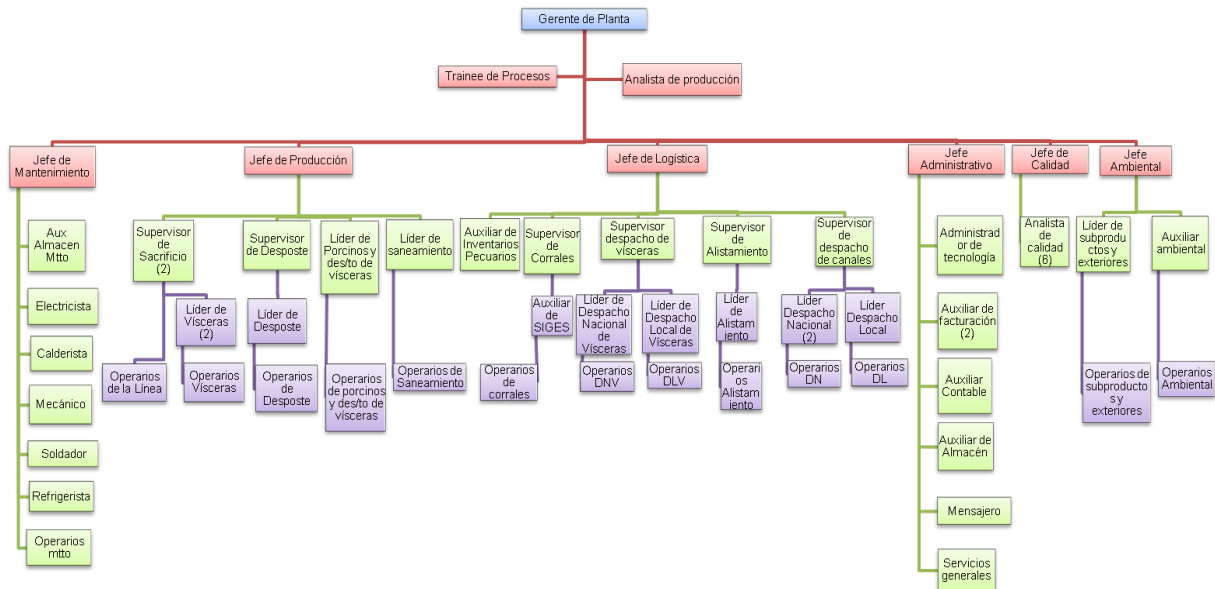 Gerente de Planta
Trainee de Procesos
Analista de producción
Jefe de
Mantenimiento
Jefe de Producción
Jefe de Logística
Jefe
Administrativo
Jefe de
Calidad
Jefe
Ambiental
Aux
Almacen
Mtto
Electricista
Calderista
Mecánico
Soldador
Refrigerista
Operarios
mtto
Supervisor
de
Sacrificio
(2)
Supervisor
de Desposte
Líder de
Porcinos y
des/to de
vísceras
Líder de
saneamiento
Líder de
Vísceras
(2)
Líder de
Desposte
Operarios
de la Línea
Operarios
Vísceras
Operarios
de
Desposte
Operarios
de porcinos
y des/to de
vísceras
Operarios de
Saneamiento
Auxiliar de
Inventarios
Pecuarios
Supervisor
de
Corrales
Supervisor
despacho de
vísceras
Supervisor
de
Alistamiento
Supervisor
de
despacho
de canales
Auxiliar
de
SIGES
Líder de
Despacho
Nacional
de
Vísceras
Líder de
Despacho
Local de
Vísceras
Líder
de
Alistam
iento
Líder
Despacho
Nacional
(2)
Líder
Despacho
Local
Operarios
de
corrales
Operarios
DNV
Operarios
DLV
Operari
os
Alistam
iento
Operarios
DN
Operarios
DL
Administra
dor de
tecnología
Auxiliar de
facturación
(2)
Auxiliar
Contable
Auxiliar de
Almacén
Mensajero
Servicios
generales
Analista
de
calidad
(6)
Líder de
subprodu
ctos y
exteriores
Auxiliar
ambiental
Operarios de
subproducto
s y
exteriores
Operarios
Ambiental